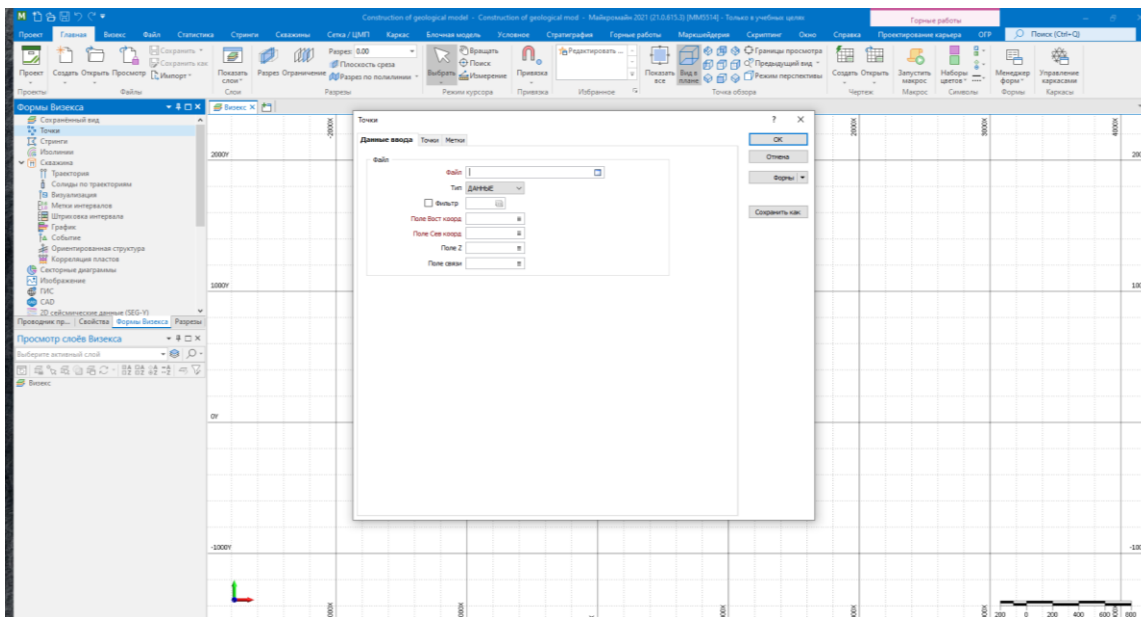 Construction of geological model - Construction of geological mod - Майкромайн 2021 (21.0.615.3) [MM5514] - Только в учебных целях
Горные работы
Проект Главная Визекс Файл Статистика Стринги Скважины Сетка / ЦМП Каркас Блочная модель Условное Стратиграфия Горные работы Маркшейдерия Скриптинг Окно Справка Проектирование карьера ОГР Поиск (Ctrl+Q)
Проект Создать Открыть Просмотр Импорт
Сохранить
Сохранить как
Показать слои
Разрез Ограничение
Разрез 0.00
Плоскость среза
Разрез по полилинии
Выбрать
Вращать
Поиск
Измерение
Привязка
Редактировать ...
Показать все
Вид в плане
Границы просмотра
Предыдущий вид
Режим перспективы
Создать Открыть
Запустить макрос
Наборы цветов
Менеджер форм
Управление каркасами
Проекты Файлы Слои Разрезы Режим курсора Привязка Избранное Точка обзора Чертеж Макрос Символы Формы Каркасы
Формы Визекса
Сохранённый вид
Точки
Стринги
Изолинии
Скважина
Траектория
Солиды по траекториям
Визуализация
Метки интервалов
Штриховка интервала
График
Событие
Ориентированная структура
Корреляция пластов
Секторные диаграммы
Изображение
ГИС
CAD
2D сейсмические данные (SEG-Y)
Проводник пр... Свойства Формы Визекса Разрезы
Просмотр слоёв Визекса
Выберите активный слой
Визекс
Визекс X
-2000X
2000X
3000X
4000X
2000Y
200
1000Y
100
0Y
-1000Y
-100
Точки ? X
Данные ввода Точки Метки
Файл
Файл
Тип ДАННЫЕ
Фильтр
Поле Вост коорд
Поле Сев коорд
Поле Z
Поле связи
OK
Отмена
Формы
Сохранить как
200 0 200 400 600 800